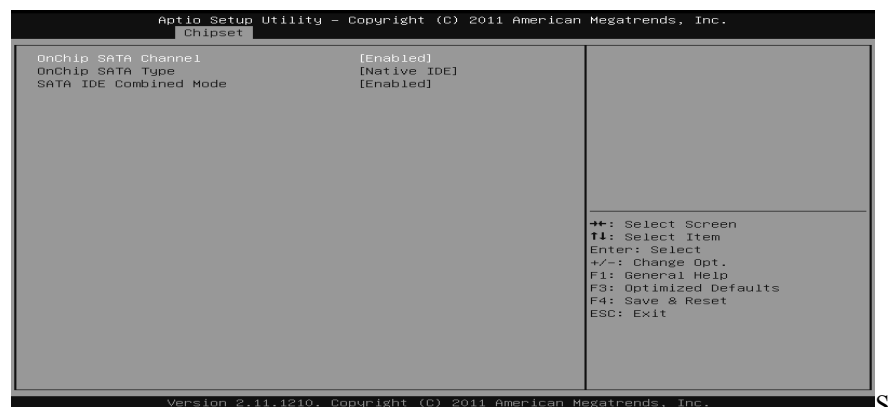 Aptio Setup Utility – Copyright (C) 2011 American Megatrends, Inc.
Chipset
OnChip SATA Channel [Enabled]
OnChip SATA Type [Native IDE]
SATA IDE Combined Mode [Enabled]
→←: Select Screen
↑↓: Select Item
Enter: Select
+/-: Change Opt.
F1: General Help
F3: Optimized Defaults
F4: Save & Reset
ESC: Exit
Version 2.11.1210. Copyright (C) 2011 American Megatrends, Inc.
S